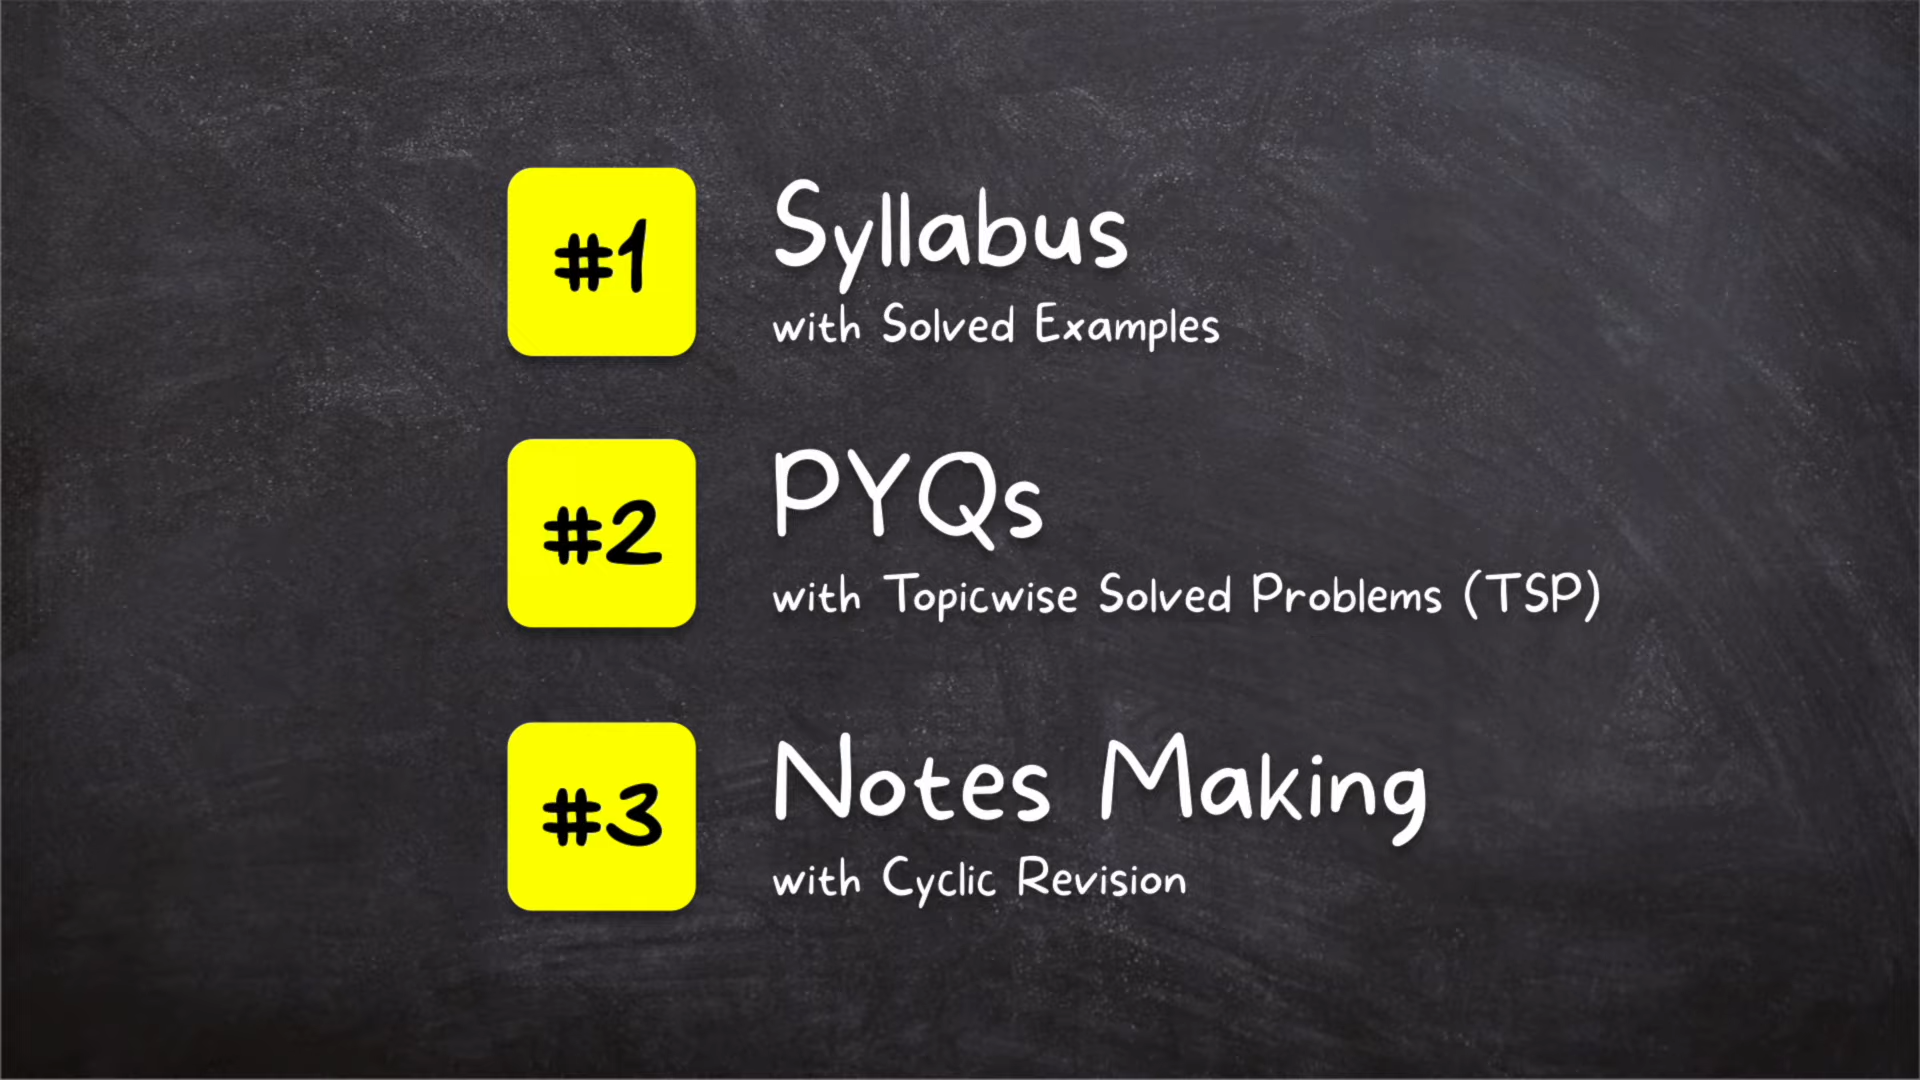 #1
Syllabus
with Solved Examples
#2
PYQs
with Topicwise Solved Problems (TSP)
#3
Notes Making
with Cyclic Revision